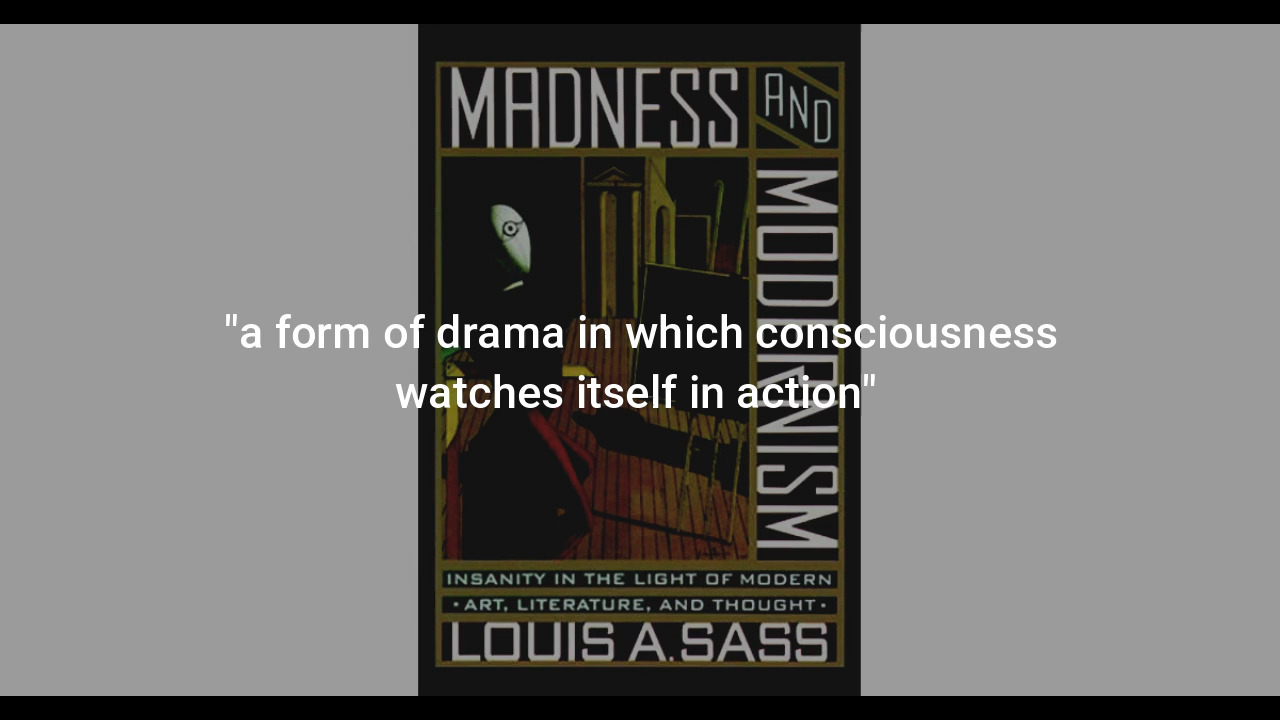 MADNESS AND
MODERNISM
"a form of drama in which consciousness
watches itself in action"
INSANITY IN THE LIGHT OF MODERN
• ART, LITERATURE, AND THOUGHT •
LOUIS A. SASS